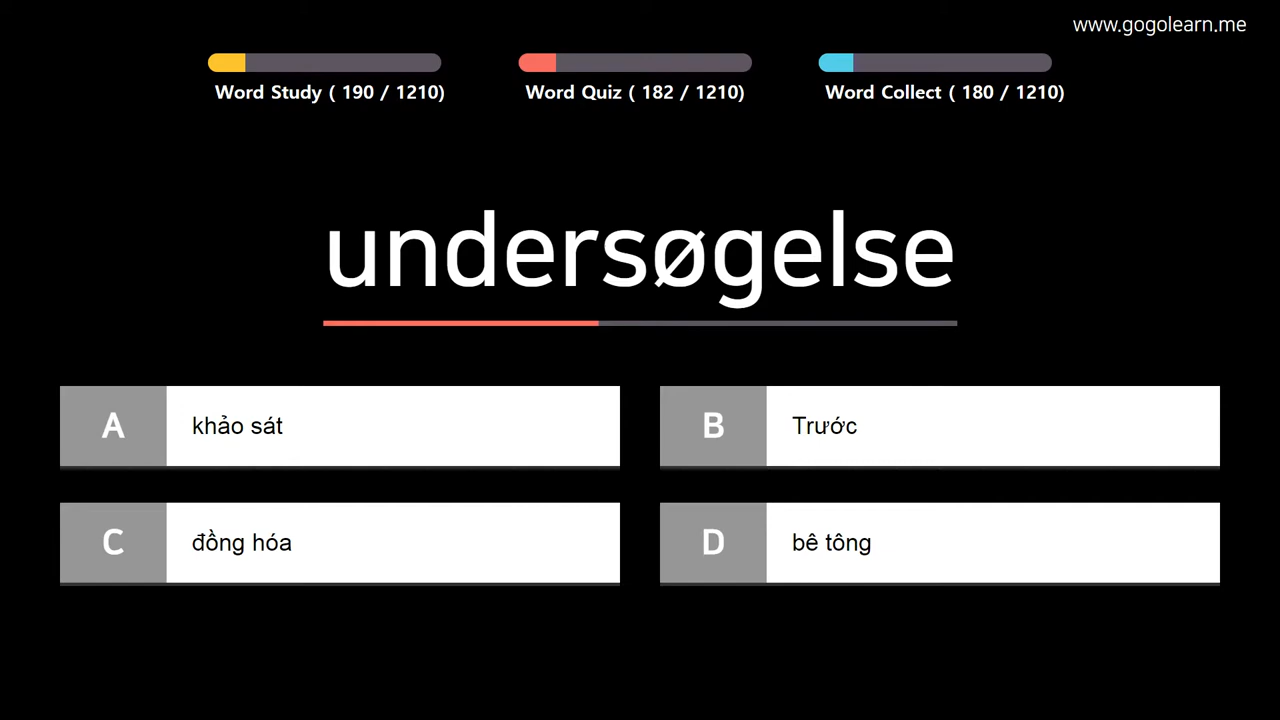 www.gogolearn.me
Word Study ( 190 / 1210)
Word Quiz ( 182 / 1210)
Word Collect ( 180 / 1210)
undersøgelse
A khảo sát
B Trước
C đồng hóa
D bê tông